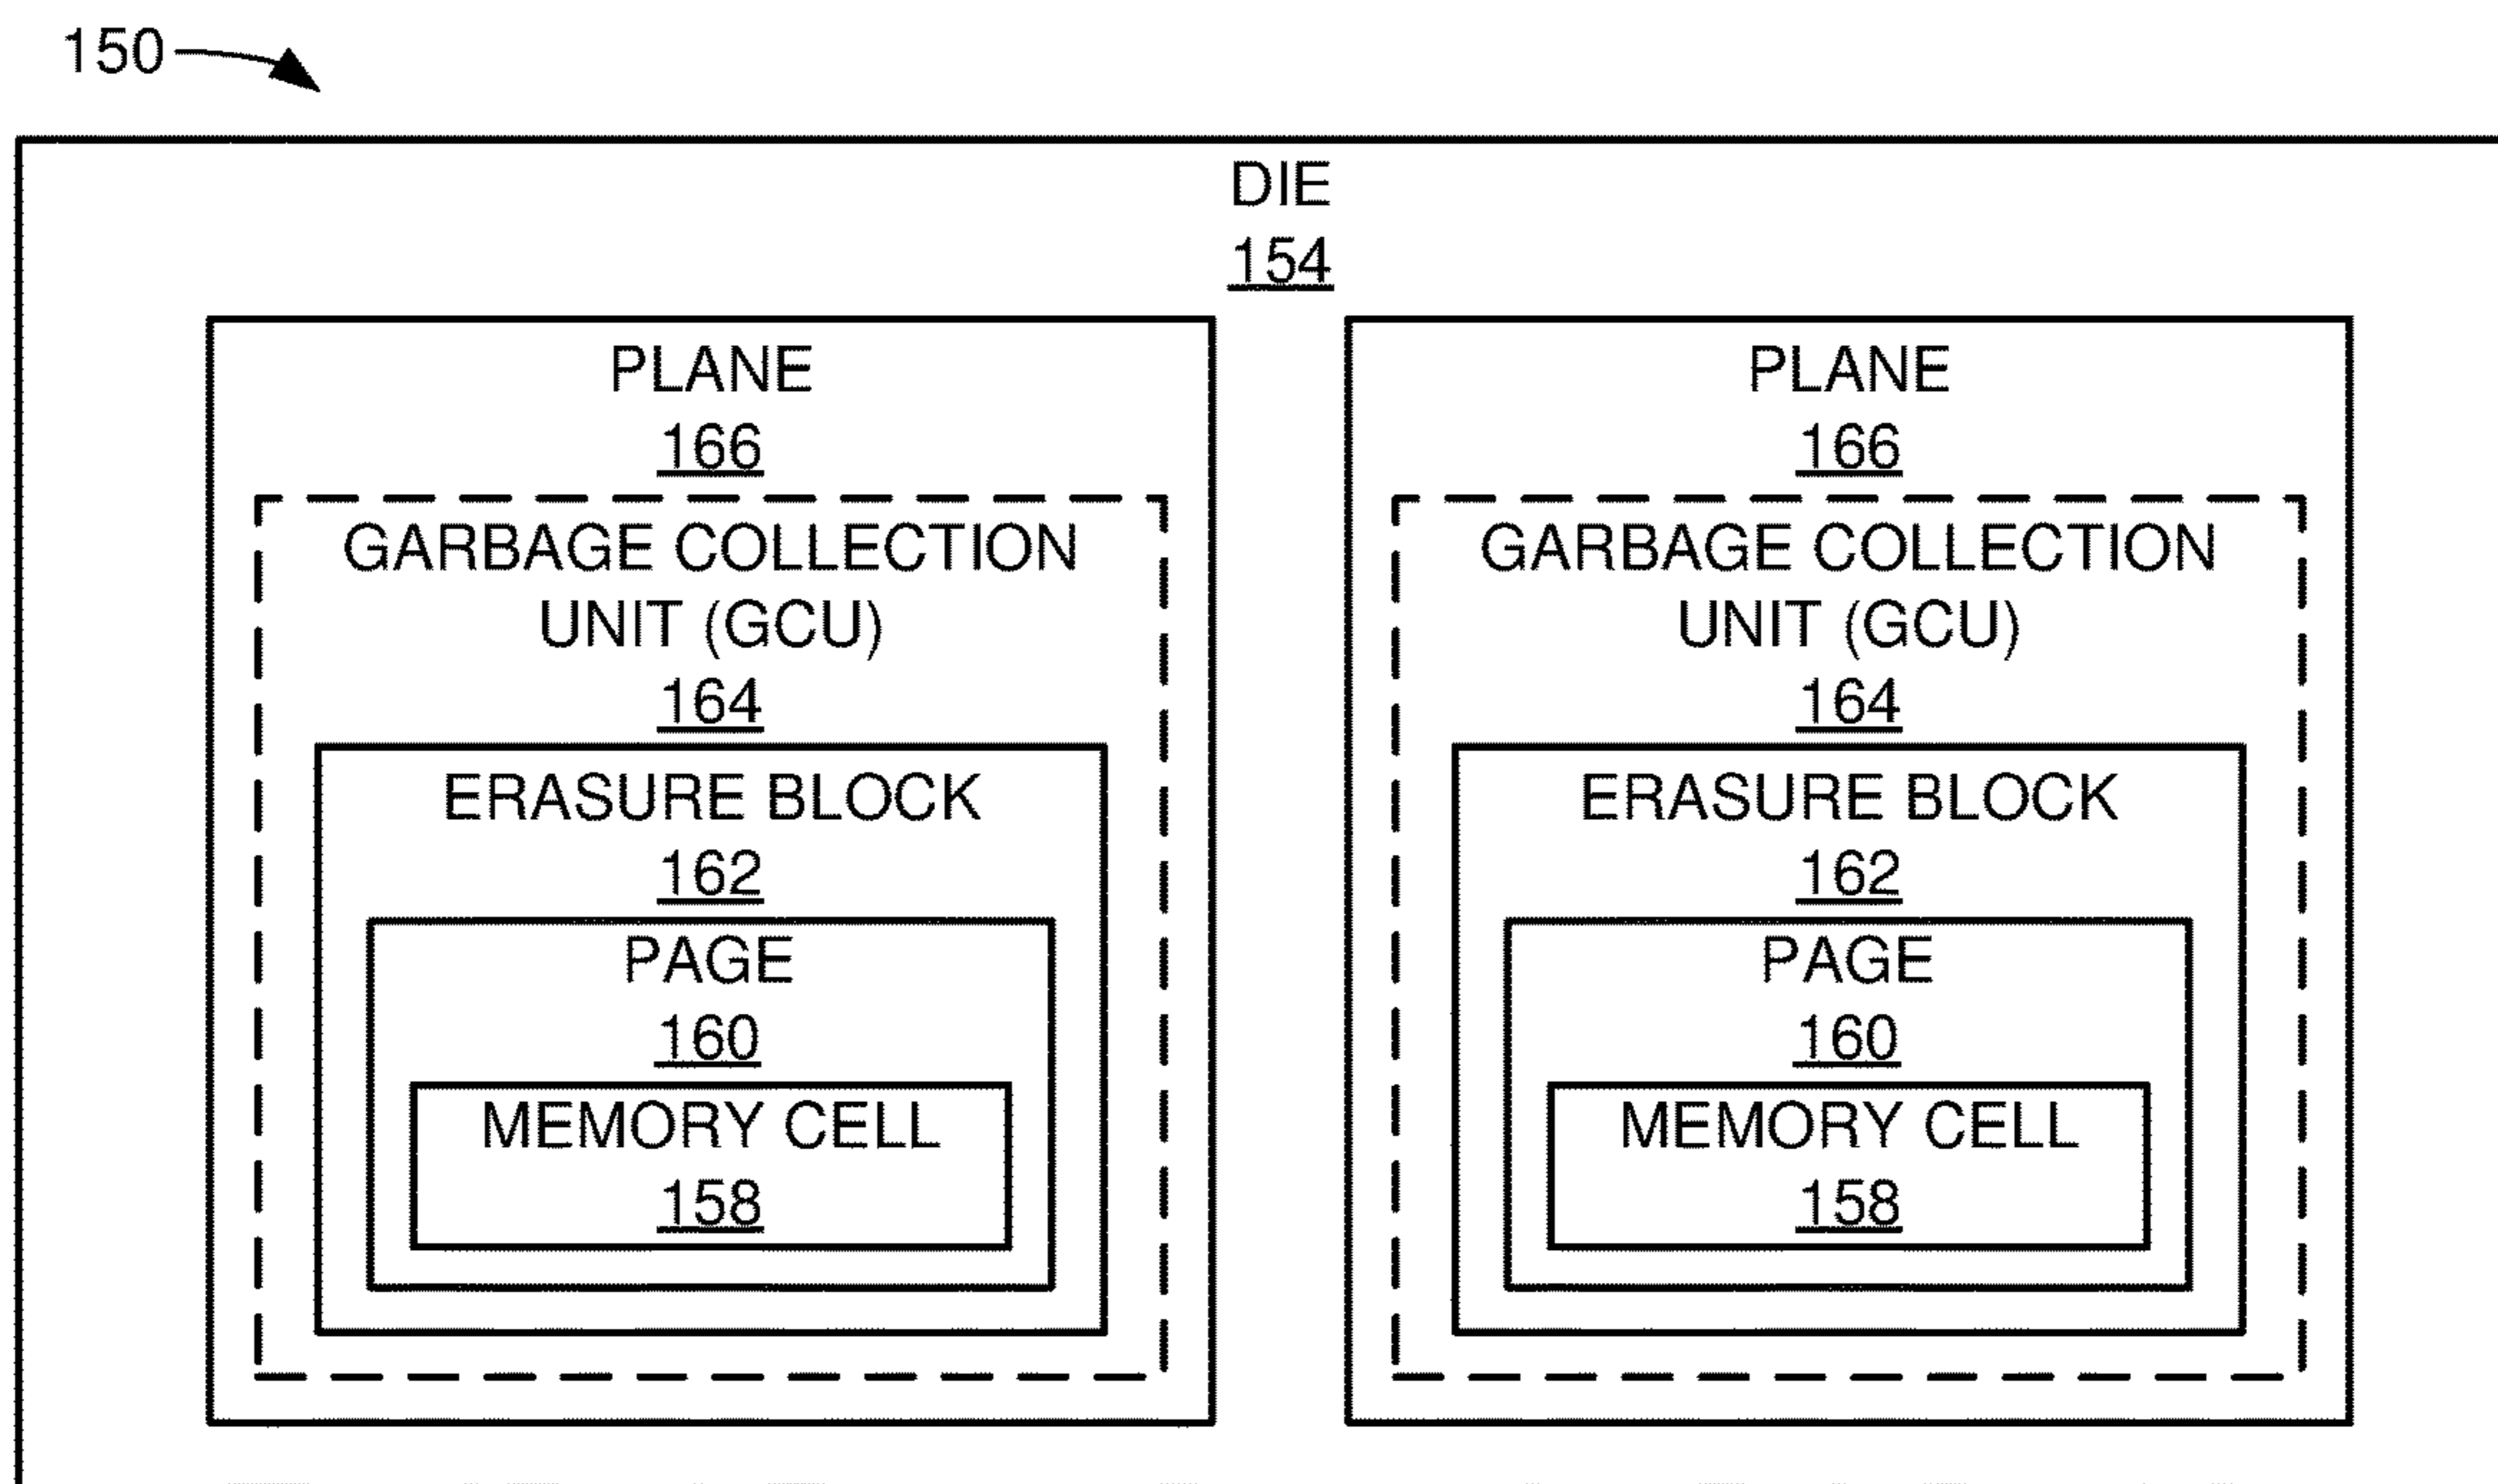 150
DIE
154
PLANE
166
GARBAGE COLLECTION
UNIT (GCU)
164
ERASURE BLOCK
162
PAGE
160
MEMORY CELL
158
PLANE
166
GARBAGE COLLECTION
UNIT (GCU)
164
ERASURE BLOCK
162
PAGE
160
MEMORY CELL
158